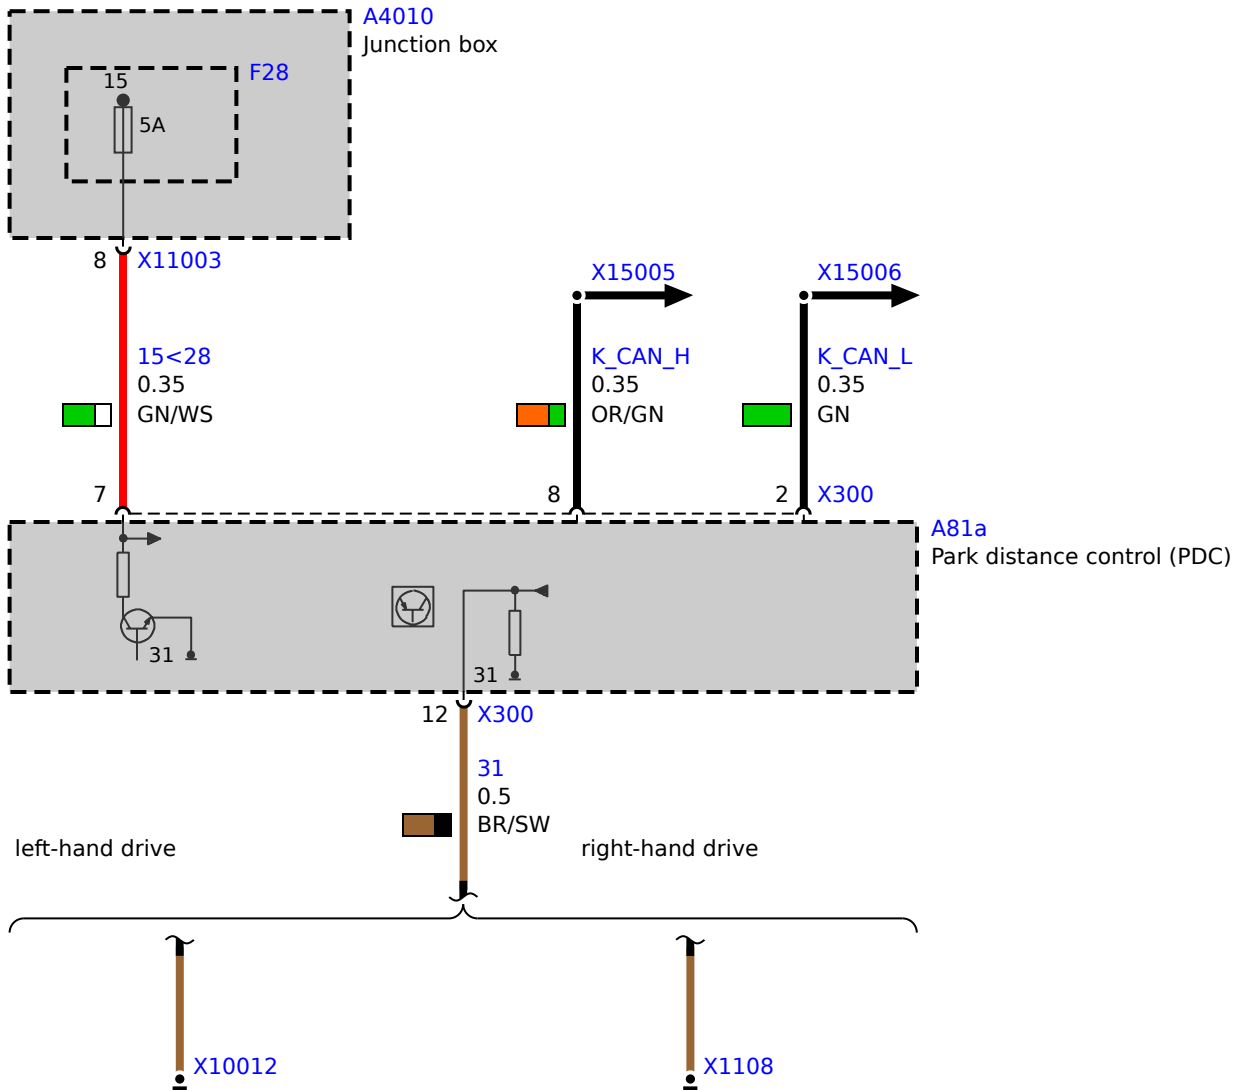 A4010
Junction box
F28
15
5A
8
X11003
X15005
X15006
15<28
0.35
GN/WS
K_CAN_H
0.35
OR/GN
K_CAN_L
0.35
GN
7
8
2
X300
A81a
Park distance control (PDC)
31
31
12
X300
31
0.5
BR/SW
left-hand drive
right-hand drive
X10012
X1108